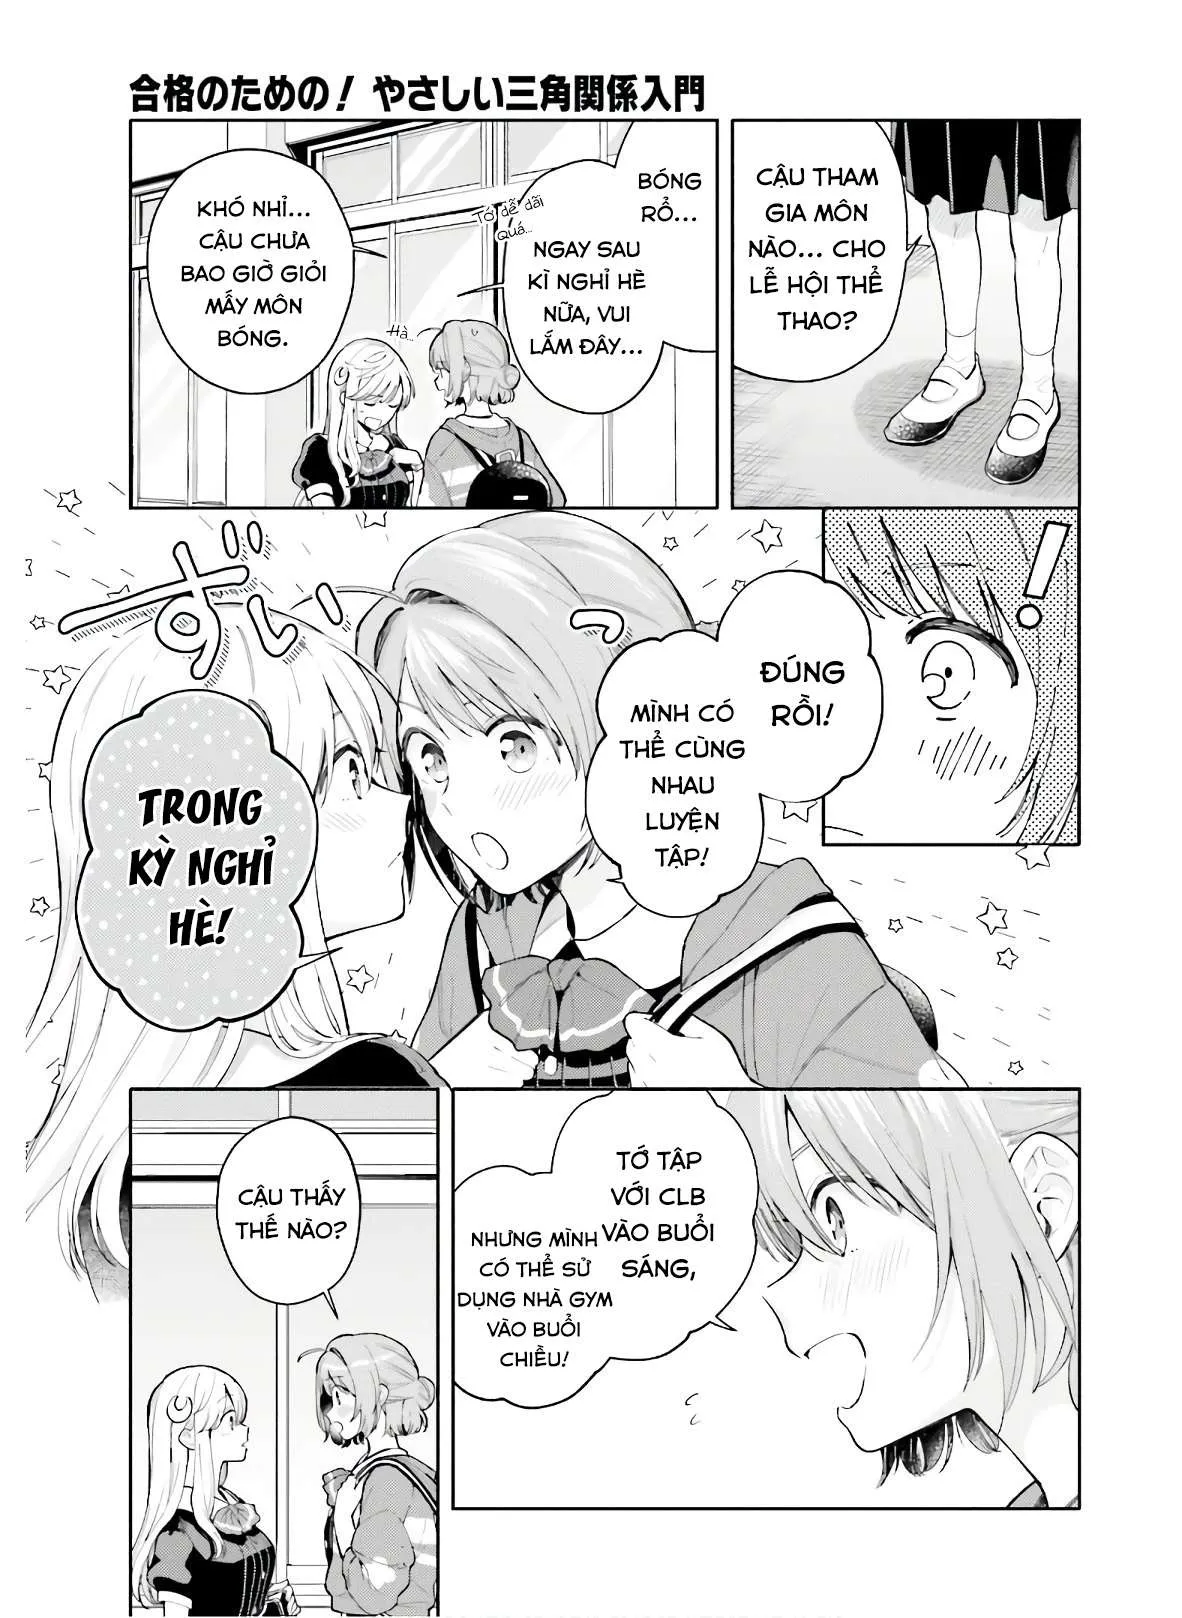 合格のための！ やさしい三角関係入門
CẬU THAM
GIA MÔN
NÀO... CHO
LỄ HỘI THỂ
THAO?
BÓNG
RỔ...
NGAY SAU
KÌ NGHỈ HÈ
NỮA, VUI
LẮM ĐÂY...
Tớ dễ dãi
quá...
KHÓ NHỈ...
CẬU CHƯA
BAO GIỜ GIỎI
MẤY MÔN
BÓNG.
Hà...
!
ĐÚNG
RỒI!
MÌNH CÓ
THỂ CÙNG
NHAU
LUYỆN
TẬP!
ずいっ
TRONG
KỲ NGHỈ
HÈ!
TỚ TẬP
VỚI CLB
VÀO BUỔI
SÁNG,
NHƯNG MÌNH
CÓ THỂ SỬ
DỤNG NHÀ GYM
VÀO BUỔI
CHIỀU!
CẬU THẤY
THẾ NÀO?